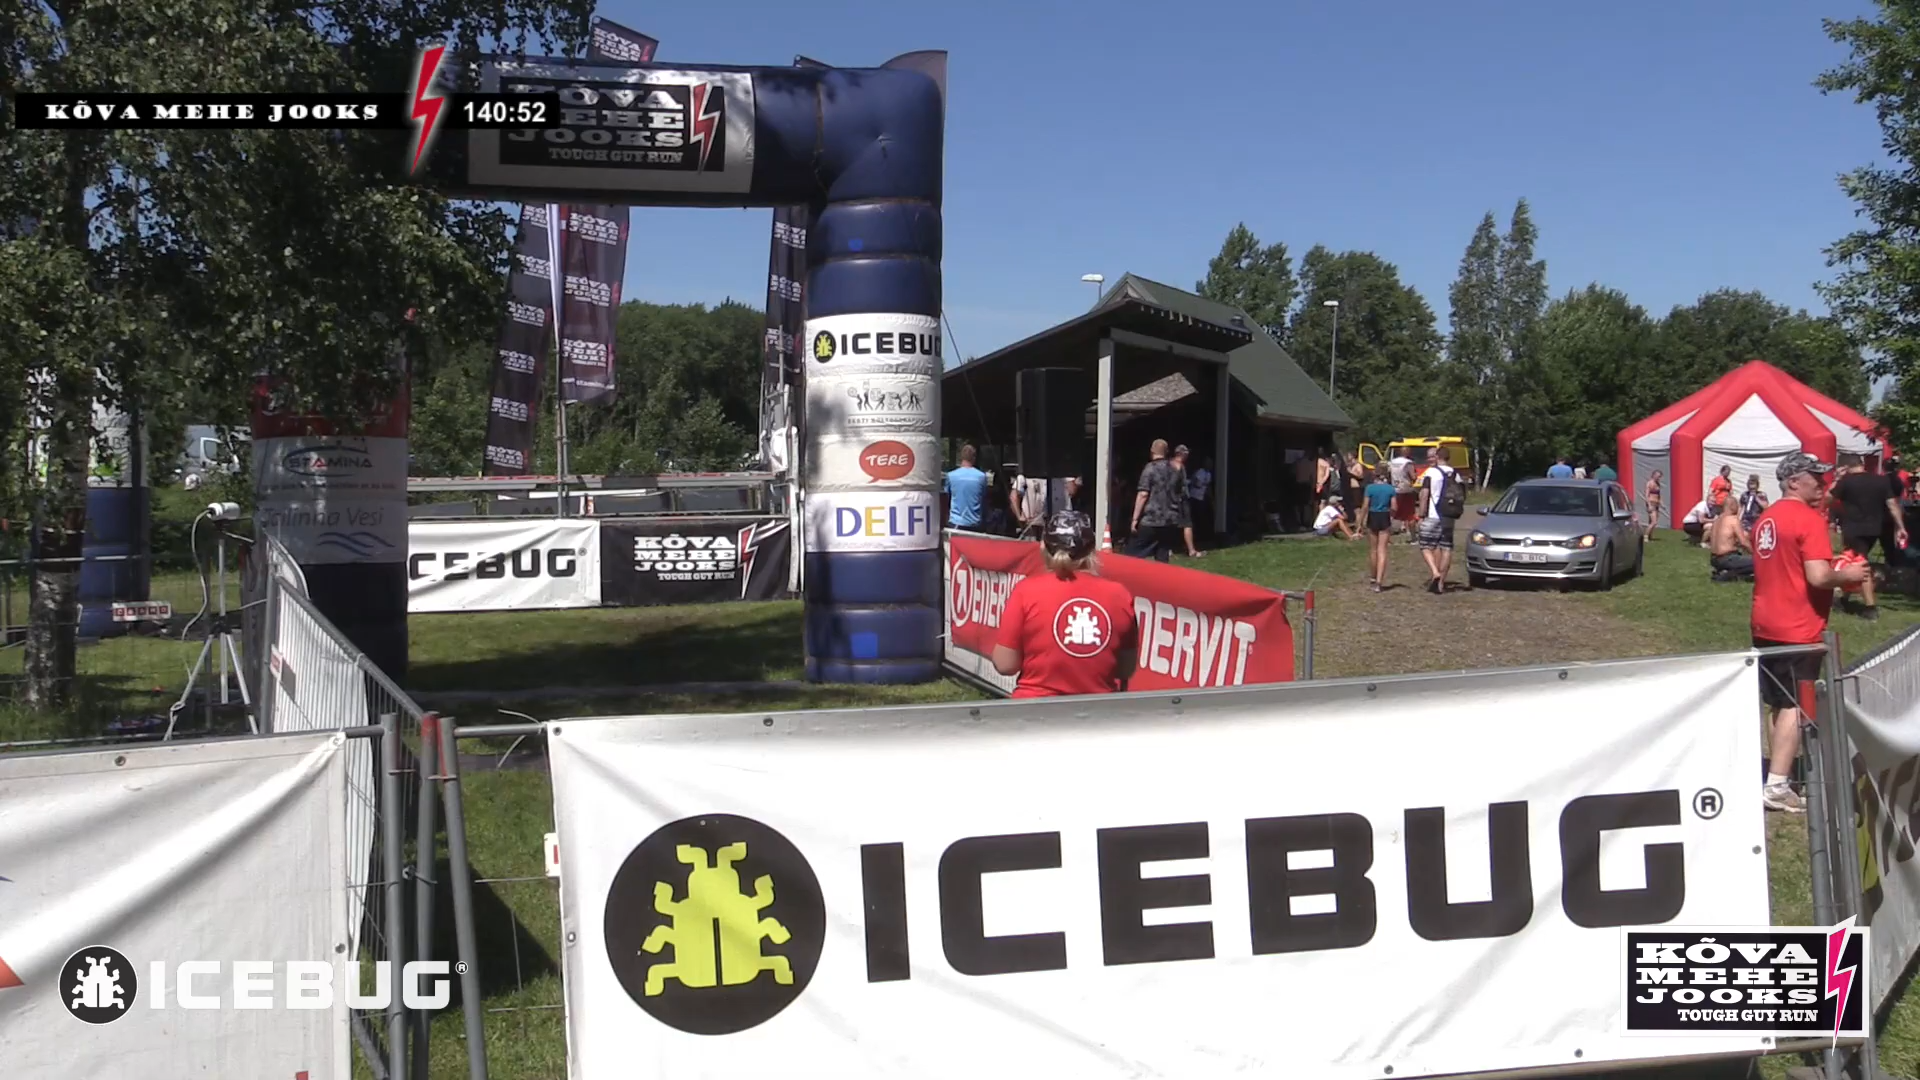 KÕVA MEHE JOOKS
140:52
KÕVA
MEHE
JOOKS
TOUGH GUY RUN
ICEBUG
TERE
DELFI
STAMINA
Tallinna Vesi
ICEBUG
KÕVA
MEHE
JOOKS
TOUGH GUY RUN
ENERVIT
ICEBUG®
ICEBUG®
KÕVA
MEHE
JOOKS
TOUGH GUY RUN